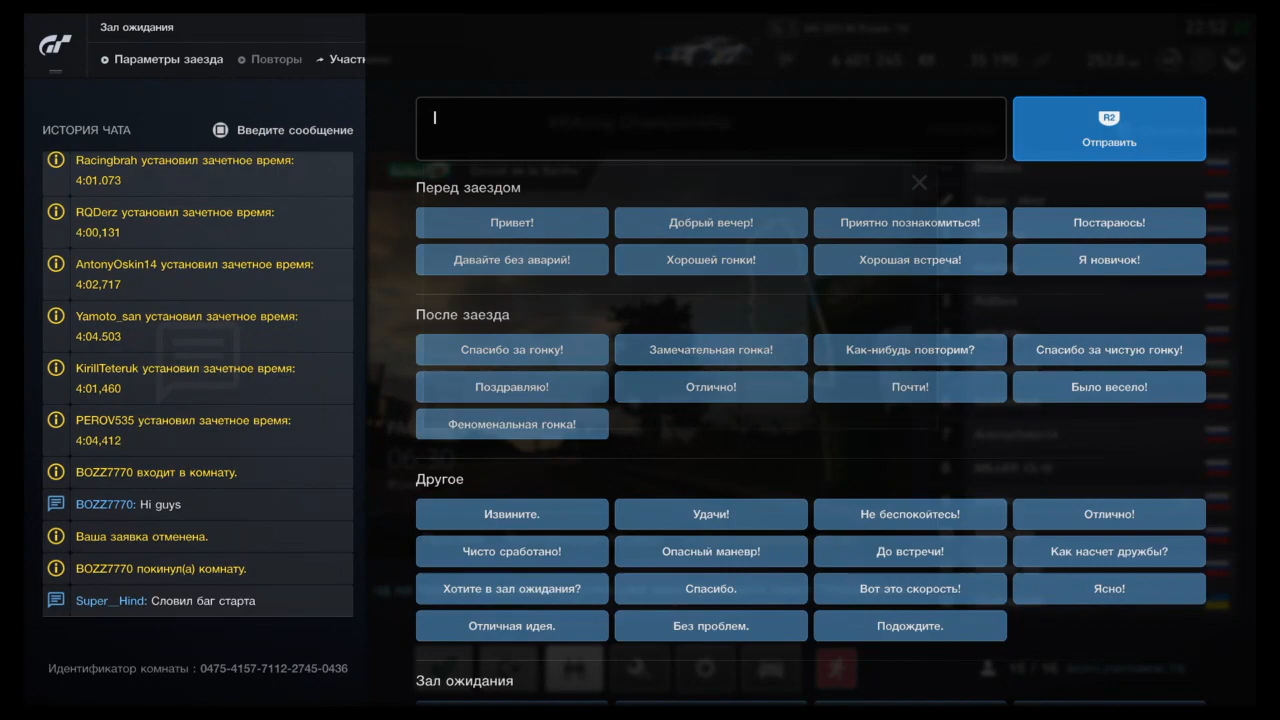 Зал ожидания
Параметры заезда
Повторы
Участ
22:52
ИСТОРИЯ ЧАТА
Введите сообщение
Racingbrah установил зачетное время:
4:01.073
RQDerz установил зачетное время:
4:00,131
AntonyOskin14 установил зачетное время:
4:02,717
Yamoto_san установил зачетное время:
4:04.503
KirillTeteruk установил зачетное время:
4:01,460
PEROV535 установил зачетное время:
4:04,412
BOZZ7770 входит в комнату.
BOZZ7770: Hi guys
Ваша заявка отменена.
BOZZ7770 покинул(а) комнату.
Super__Hind: Словил баг старта
Идентификатор комнаты : 0475-4157-7112-2745-0436
R2
Отправить
Перед заездом
Привет!
Добрый вечер!
Приятно познакомиться!
Постараюсь!
Давайте без аварий!
Хорошей гонки!
Хорошая встреча!
Я новичок!
После заезда
Спасибо за гонку!
Замечательная гонка!
Как-нибудь повторим?
Спасибо за чистую гонку!
Поздравляю!
Отлично!
Почти!
Было весело!
Феноменальная гонка!
Другое
Извините.
Удачи!
Не беспокойтесь!
Отлично!
Чисто сработано!
Опасный маневр!
До встречи!
Как насчет дружбы?
Хотите в зал ожидания?
Спасибо.
Вот это скорость!
Ясно!
Отличная идея.
Без проблем.
Подождите.
Зал ожидания